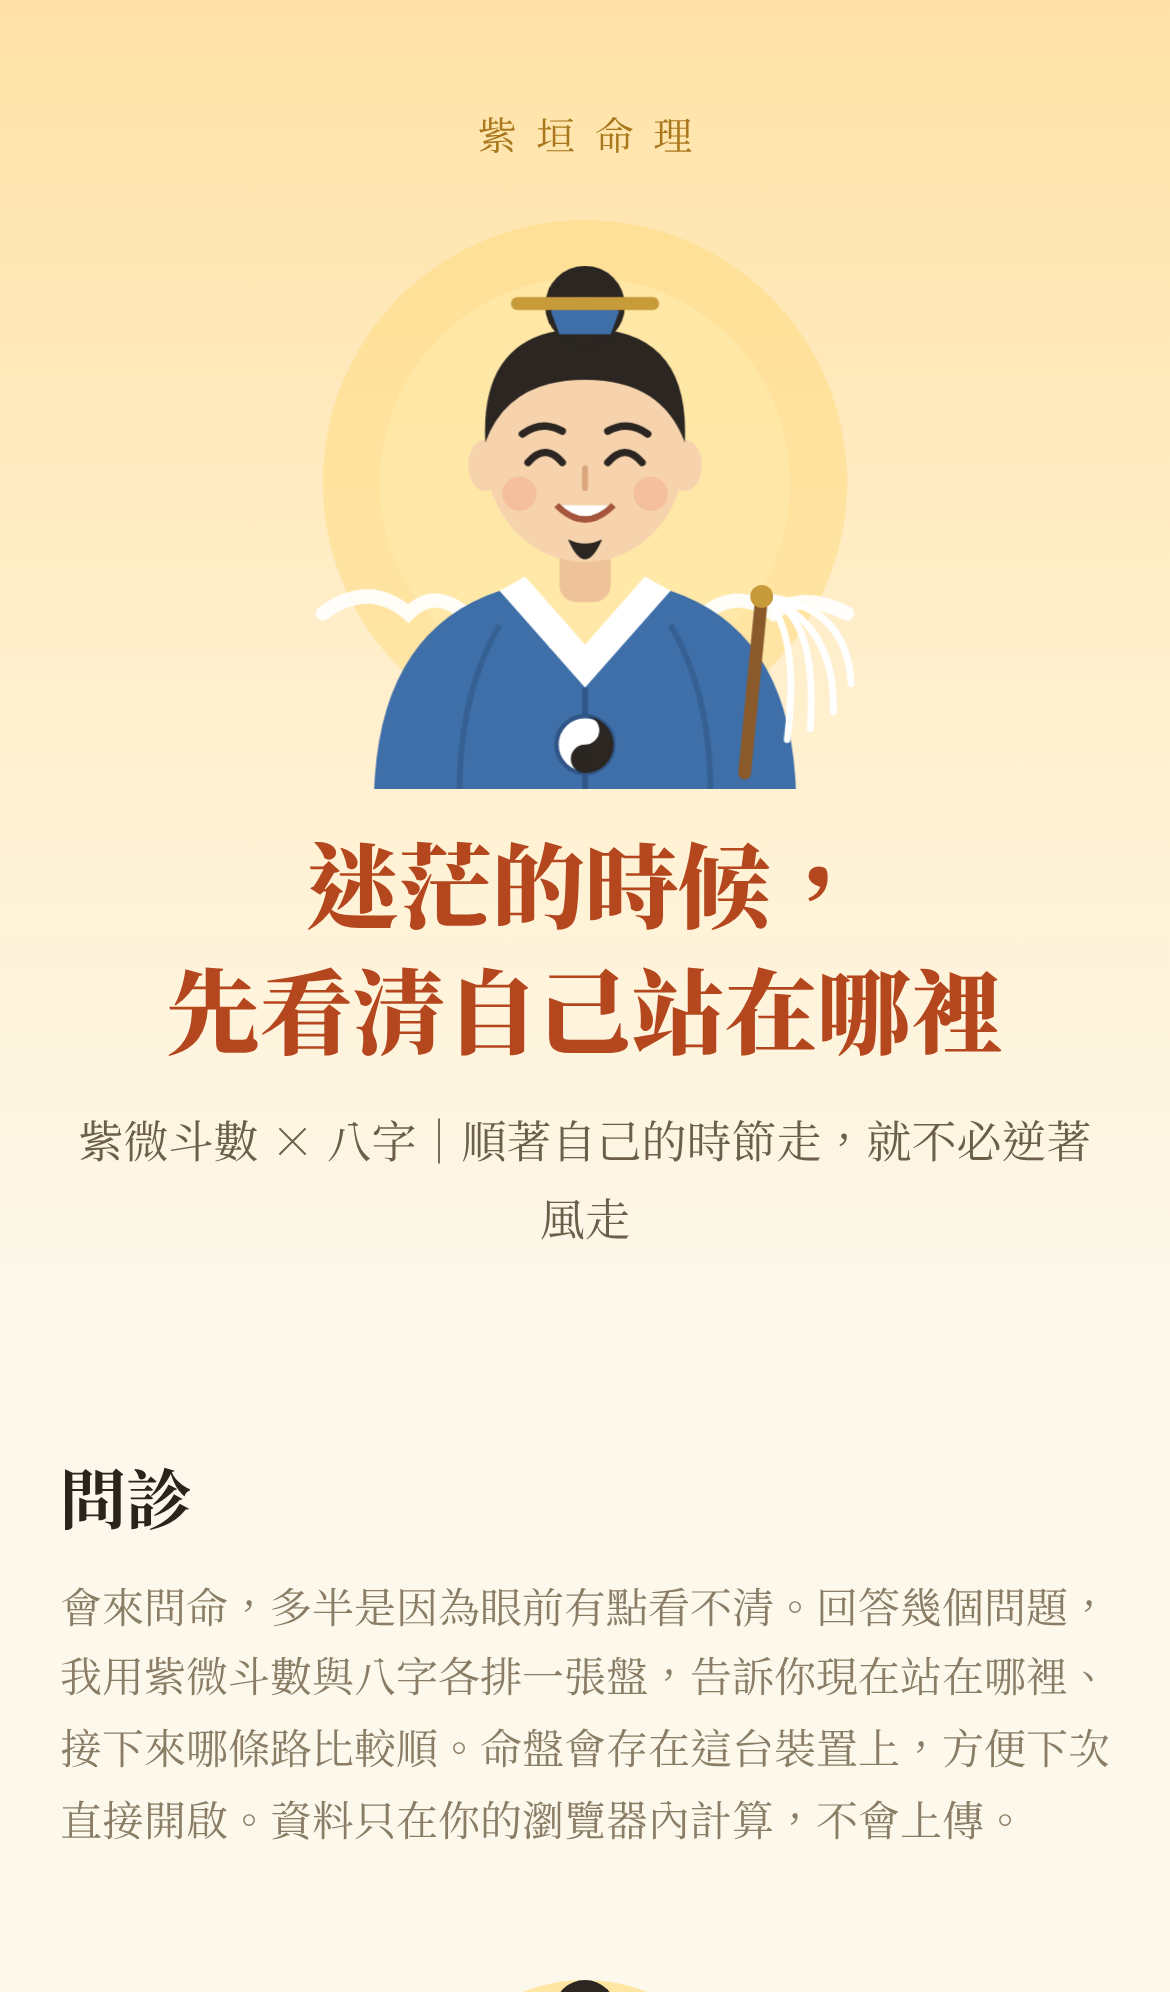 紫垣命理
迷茫的時候，
先看清自己站在哪裡
紫微斗數 × 八字｜順著自己的時節走，就不必逆著
風走
問診
會來問命，多半是因為眼前有點看不清。回答幾個問題，
我用紫微斗數與八字各排一張盤，告訴你現在站在哪裡、
接下來哪條路比較順。命盤會存在這台裝置上，方便下次
直接開啟。資料只在你的瀏覽器內計算，不會上傳。